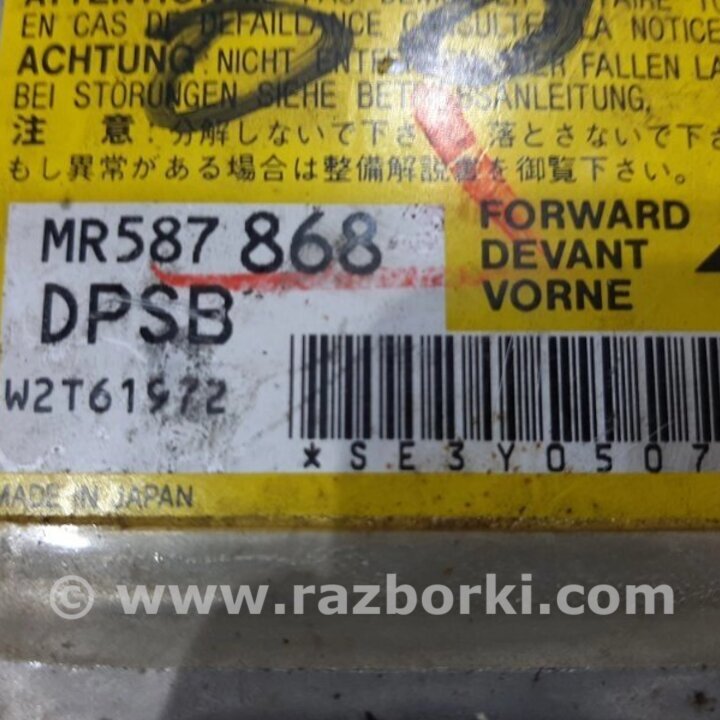 EN CAS DE DEFAILLANCE CONSULTER LA NOTICE
ACHTUNG: NICHT FALLEN LA
BEI STÖRUNGEN SIEHE BETRIEBSANLEITUNG,
注 意:分解しないで下さ 落とさないで下さ
もし異常がある場合は整備解説書を御覧下さい。
MR587 868
FORWARD
DEVANT
VORNE
DPSB
W2T61972
*SE3Y0507
MADE IN JAPAN
© www.razborki.com